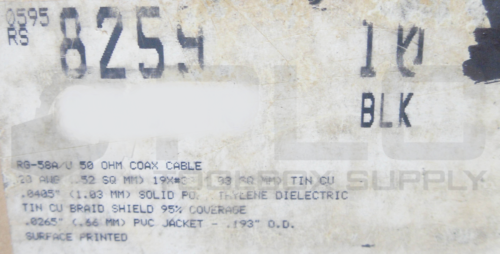 0595
RS 8259 10
BLK
RG-58A/U 50 OHM COAX CABLE
20 AWG (.52 SQ MM) 19X SQ MM) TIN CU
.0405" (1.03 MM) SOLID DIELECTRIC
TIN CU BRAID SHIELD 95% COVERAGE
.0265" (.66 MM) PVC JACKET - .193" O.D.
SURFACE PRINTED
SUPPLY